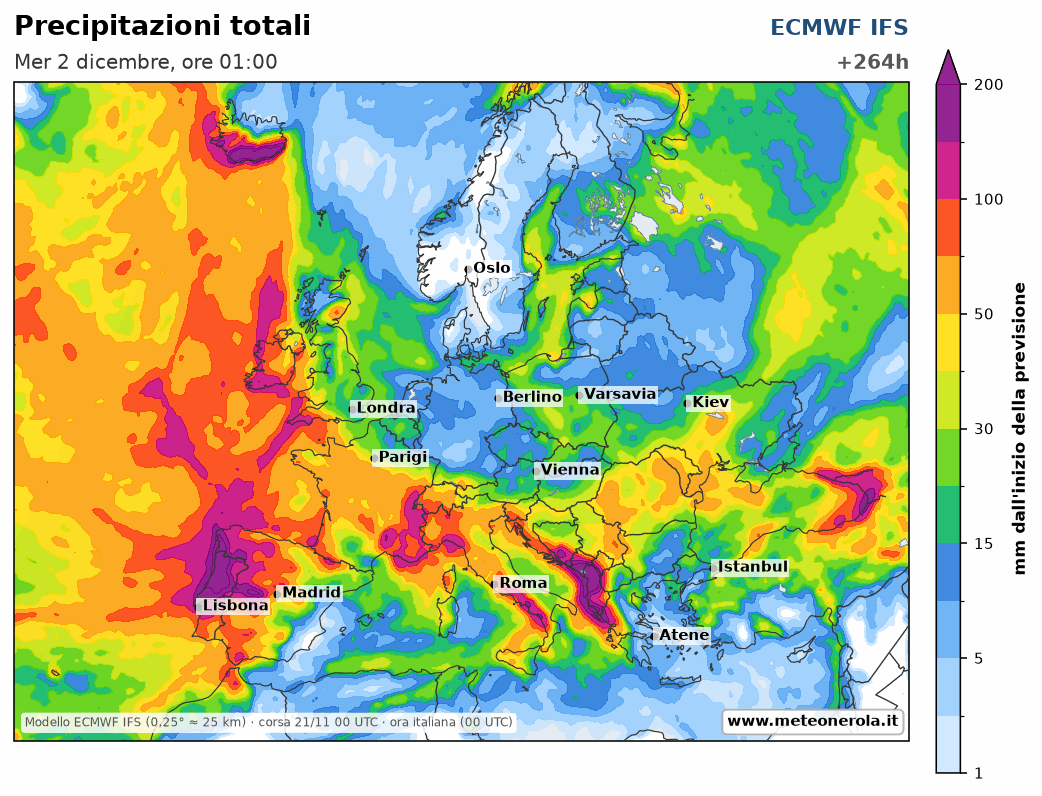 Precipitazioni totali
ECMWF IFS
Mer 2 dicembre, ore 01:00
+264h
Oslo
Londra
Berlino
Varsavia
Kiev
Parigi
Vienna
Roma
Istanbul
Madrid
Lisbona
Atene
Modello ECMWF IFS (0,25° ≈ 25 km) · corsa 21/11 00 UTC · ora italiana (00 UTC)
www.meteonerola.it
200
100
50
30
15
5
1
mm dall'inizio della previsione